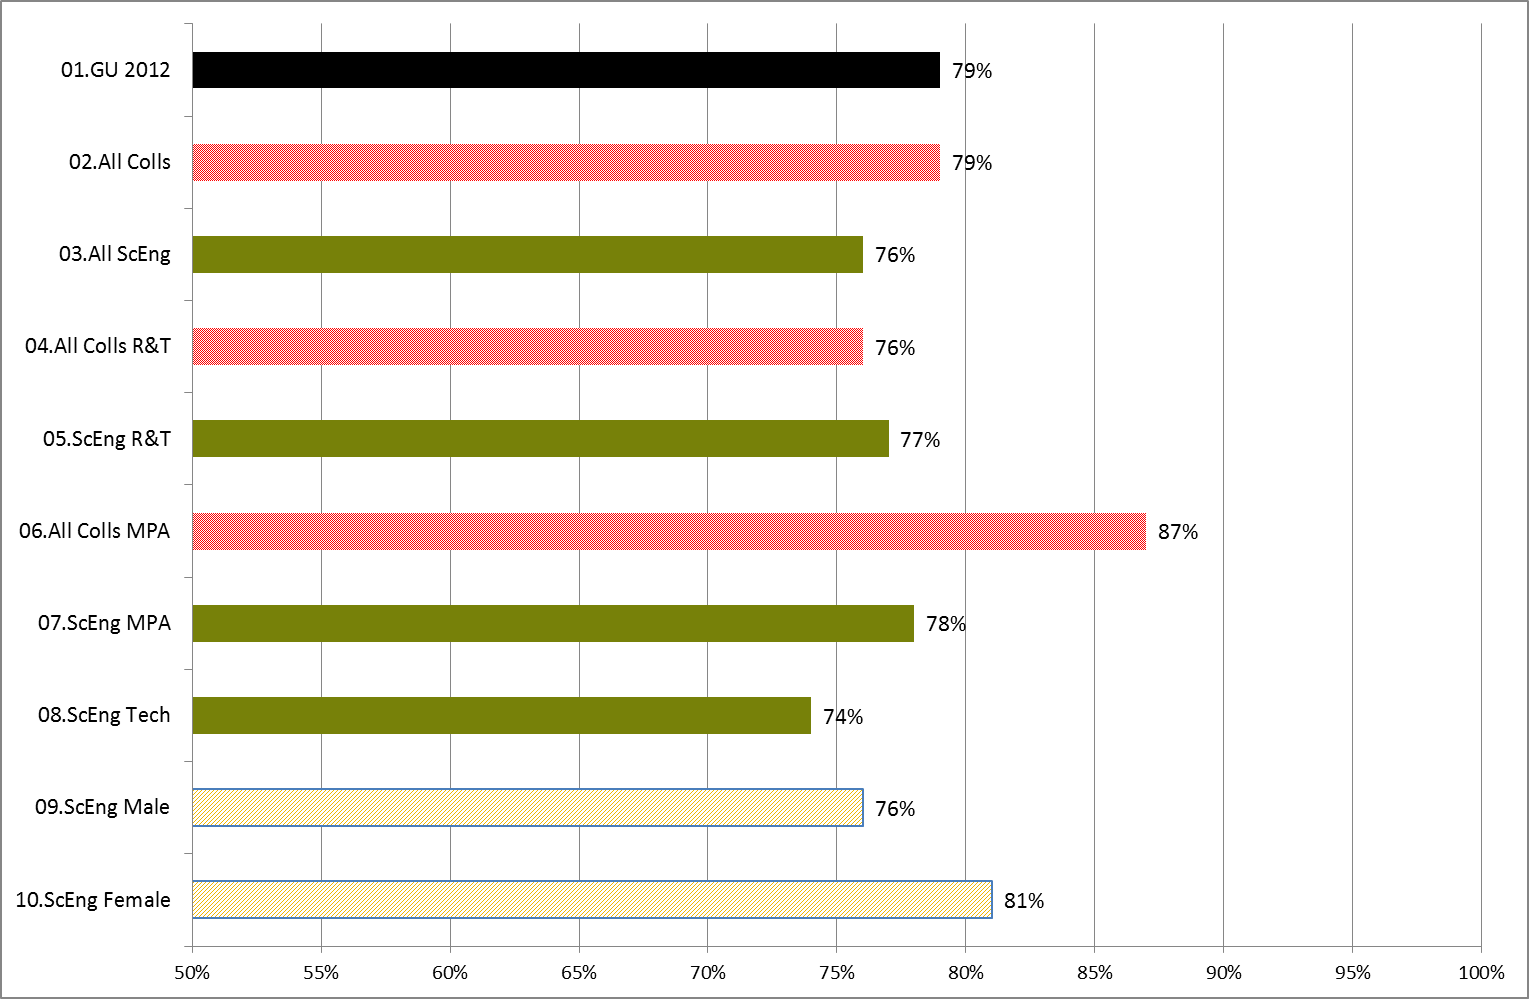 01.GU 2012 79%
02.All Colls 79%
03.All ScEng 76%
04.All Colls R&T 76%
05.ScEng R&T 77%
06.All Colls MPA 87%
07.ScEng MPA 78%
08.ScEng Tech 74%
09.ScEng Male 76%
10.ScEng Female 81%
50% 55% 60% 65% 70% 75% 80% 85% 90% 95% 100%